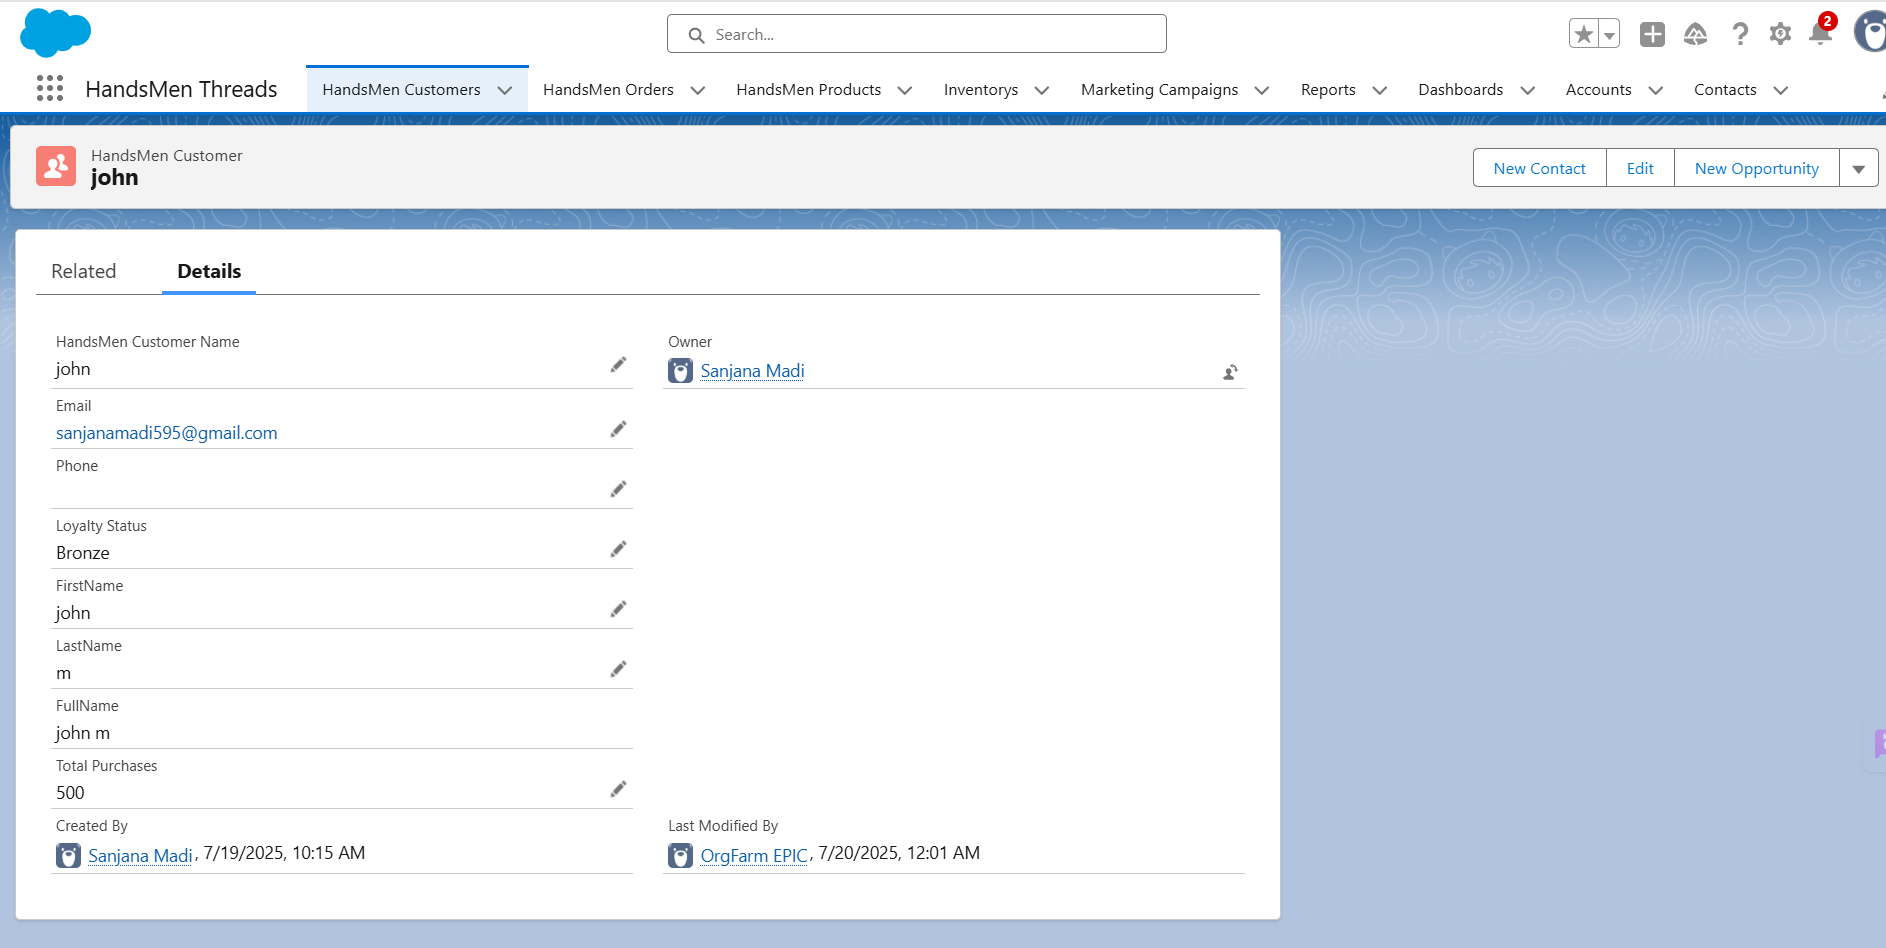 Search...
2
HandsMen Threads
HandsMen Customers
HandsMen Orders
HandsMen Products
Inventorys
Marketing Campaigns
Reports
Dashboards
Accounts
Contacts
HandsMen Customer
john
New Contact
Edit
New Opportunity
Related
Details
HandsMen Customer Name
john
Owner
Sanjana Madi
Email
sanjanamadi595@gmail.com
Phone
Loyalty Status
Bronze
FirstName
john
LastName
m
FullName
john m
Total Purchases
500
Created By
Sanjana Madi, 7/19/2025, 10:15 AM
Last Modified By
OrgFarm EPIC, 7/20/2025, 12:01 AM